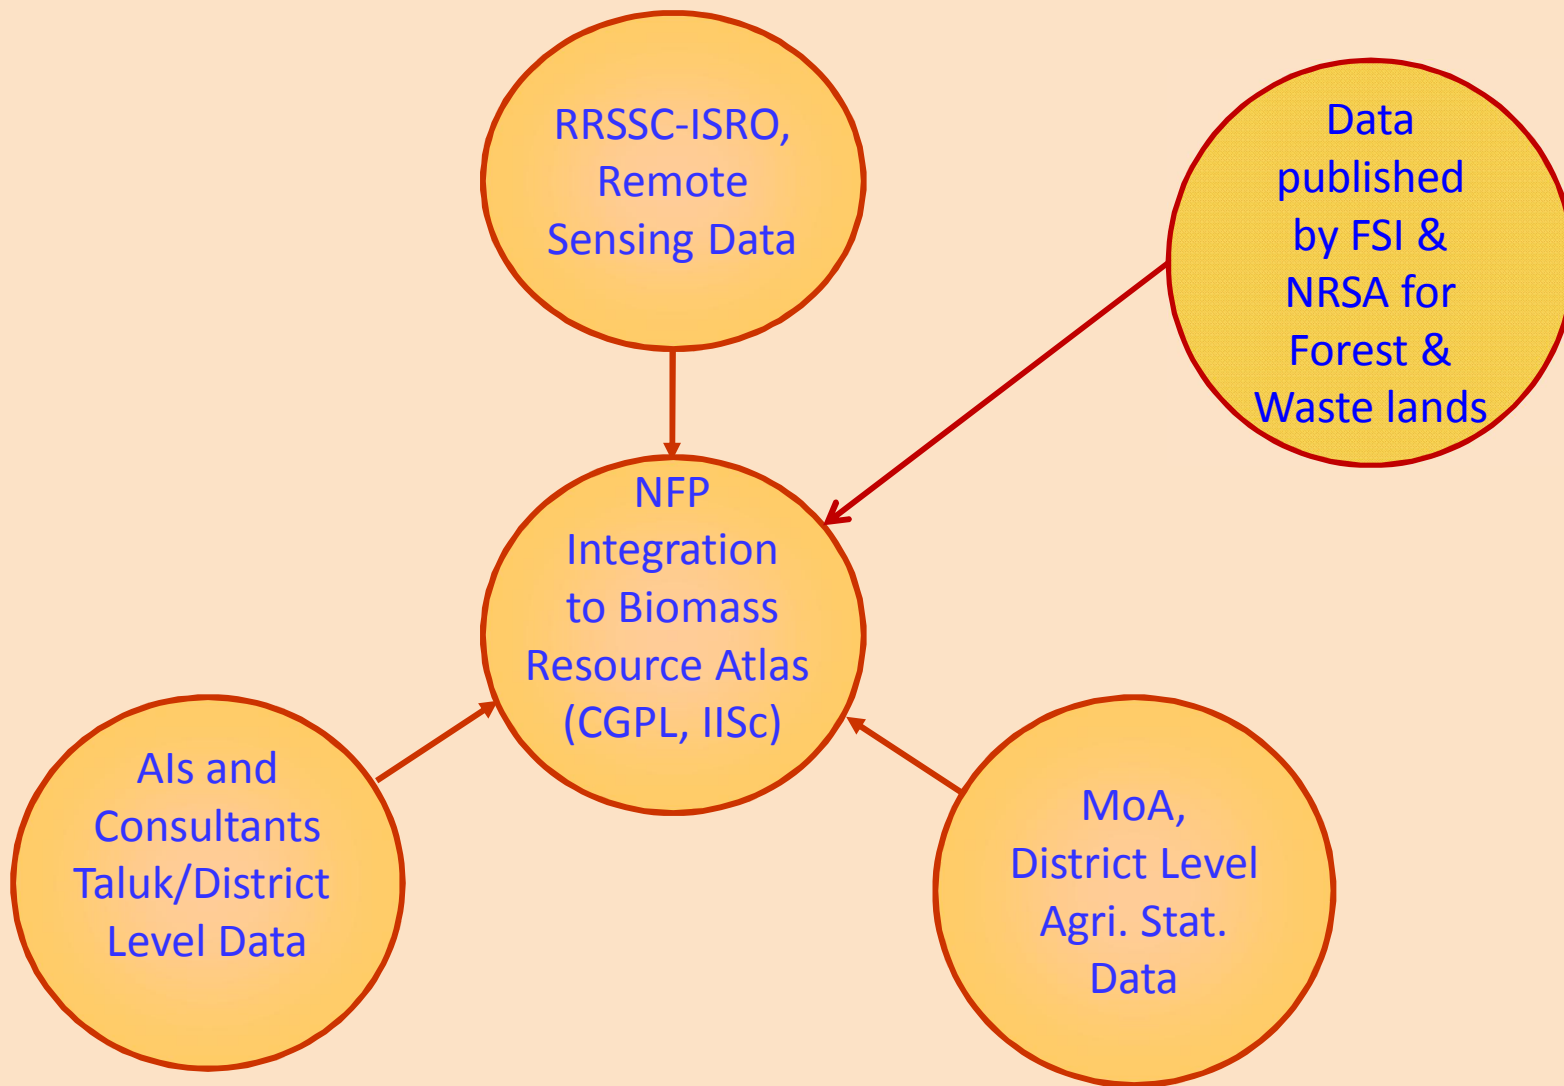 RRSSC-ISRO,
Remote
Sensing Data
Data
published
by FSI &
NRSA for
Forest &
Waste lands
NFP
Integration
to Biomass
Resource Atlas
(CGPL, IISc)
AIs and
Consultants
Taluk/District
Level Data
MoA,
District Level
Agri. Stat.
Data